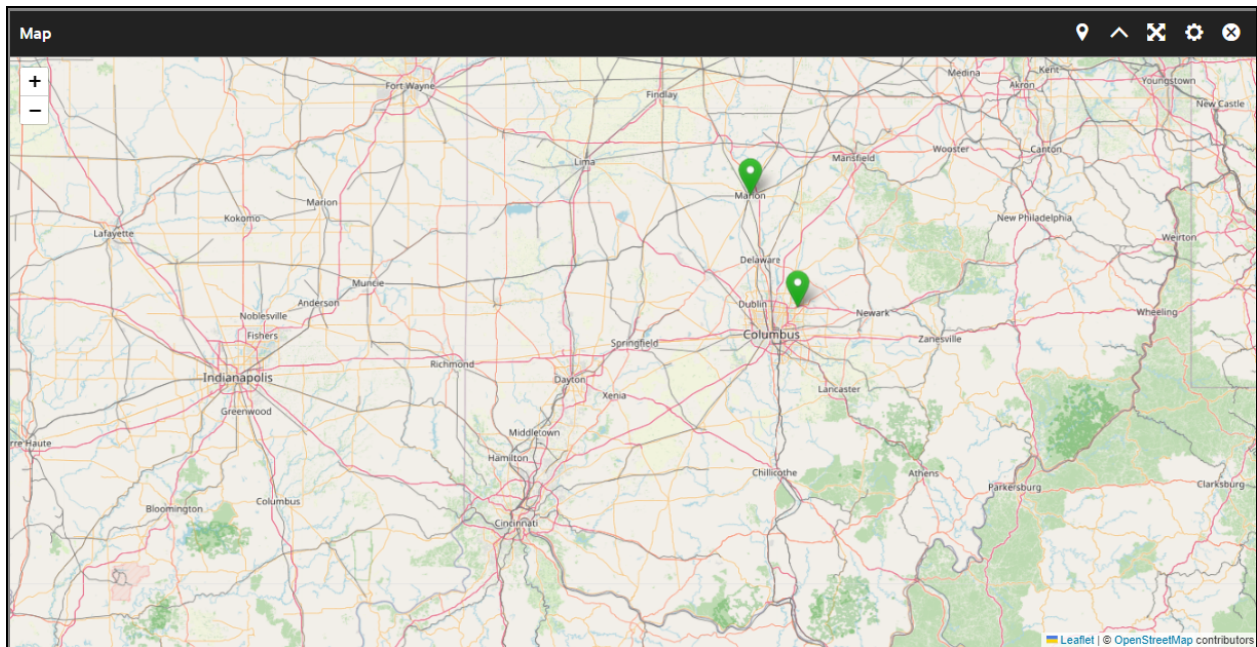 Map
+
−
Fort Wayne
Findlay
Medina
Kent
Akron
Youngstown
New Castle
Lima
Mansfield
Wooster
Canton
Marion
Marion
Kokomo
Lafayette
New Philadelphia
Weirton
Delaware
Muncie
Anderson
Noblesville
Fishers
Dublin
Newark
Wheeling
Columbus
Zanesville
Springfield
Richmond
Indianapolis
Dayton
Xenia
Lancaster
Greenwood
Middletown
rre Haute
Hamilton
Chillicothe
Athens
Parkersburg
Clarksburg
Columbus
Bloomington
Cincinnati
Leaflet | © OpenStreetMap contributors